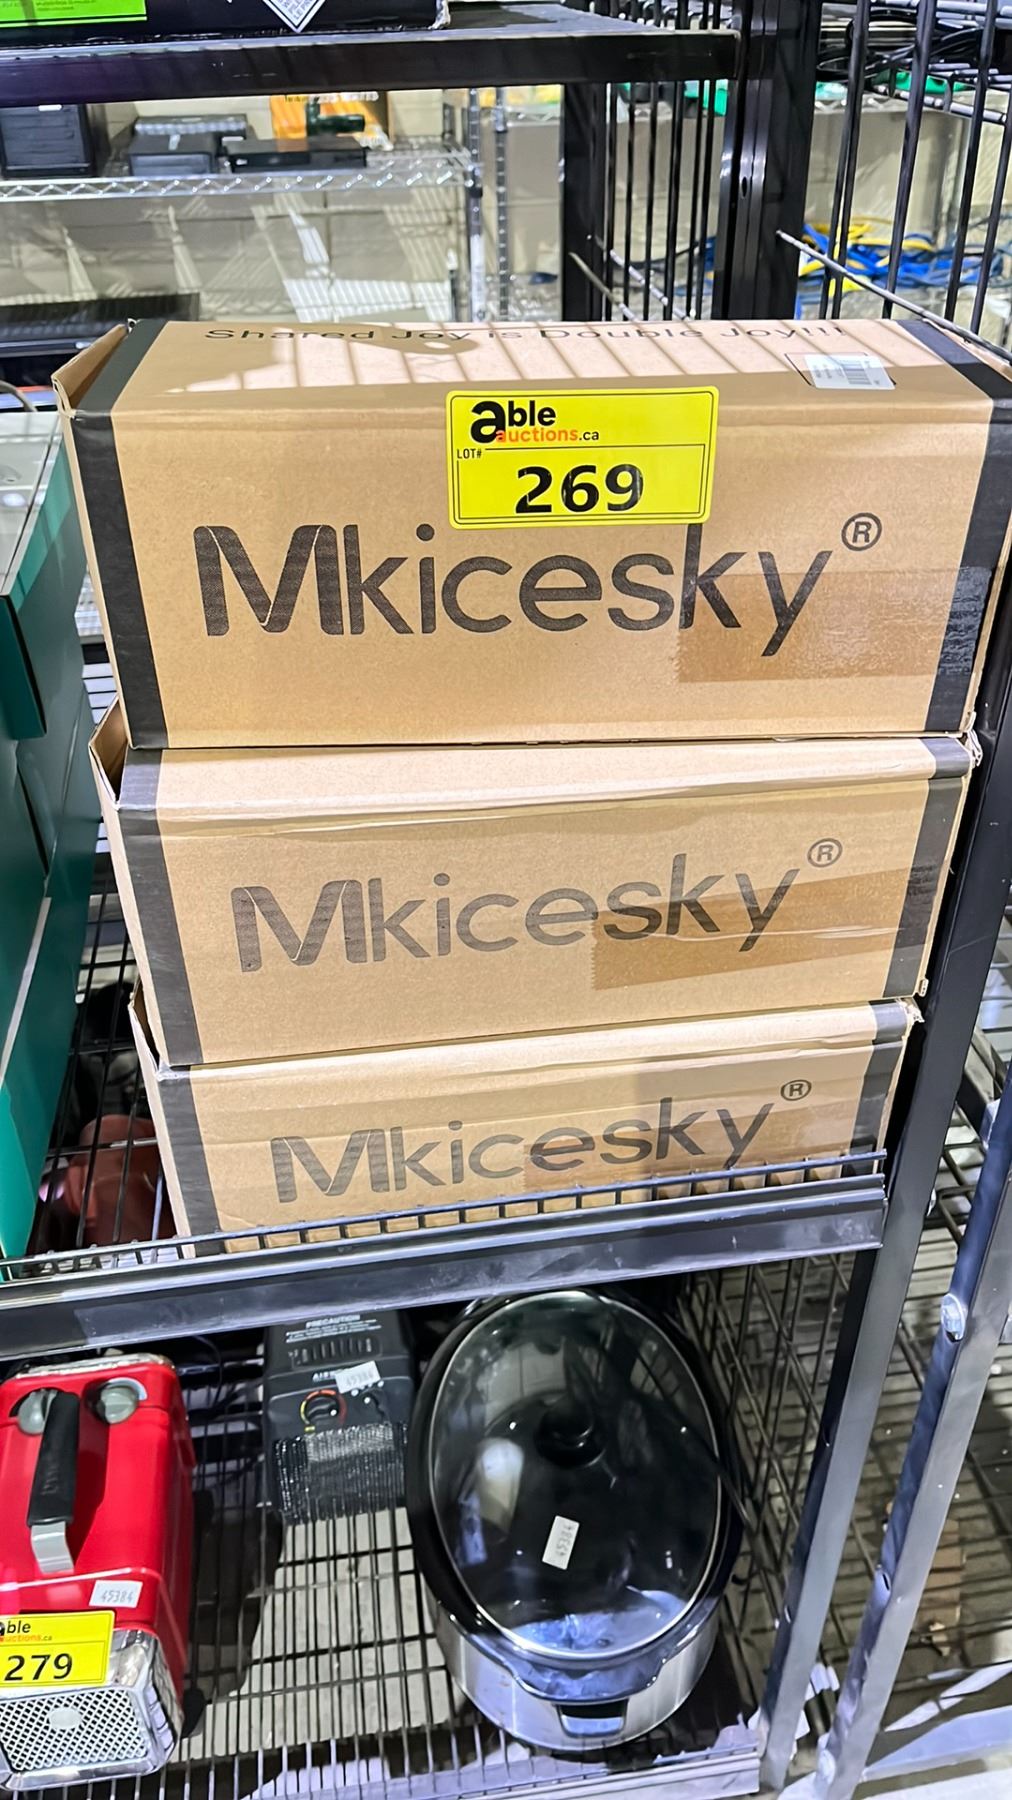 Shared Joy is Double Joy!!!
able
auctions.ca
LOT#
269
Mkicesky®
Mkicesky®
Mkicesky®
PRECAUTION
45384
45384
able
auctions.ca
279
45384